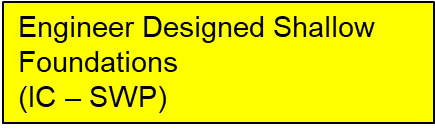 Engineer Designed Shallow
Foundations
(IC – SWP)